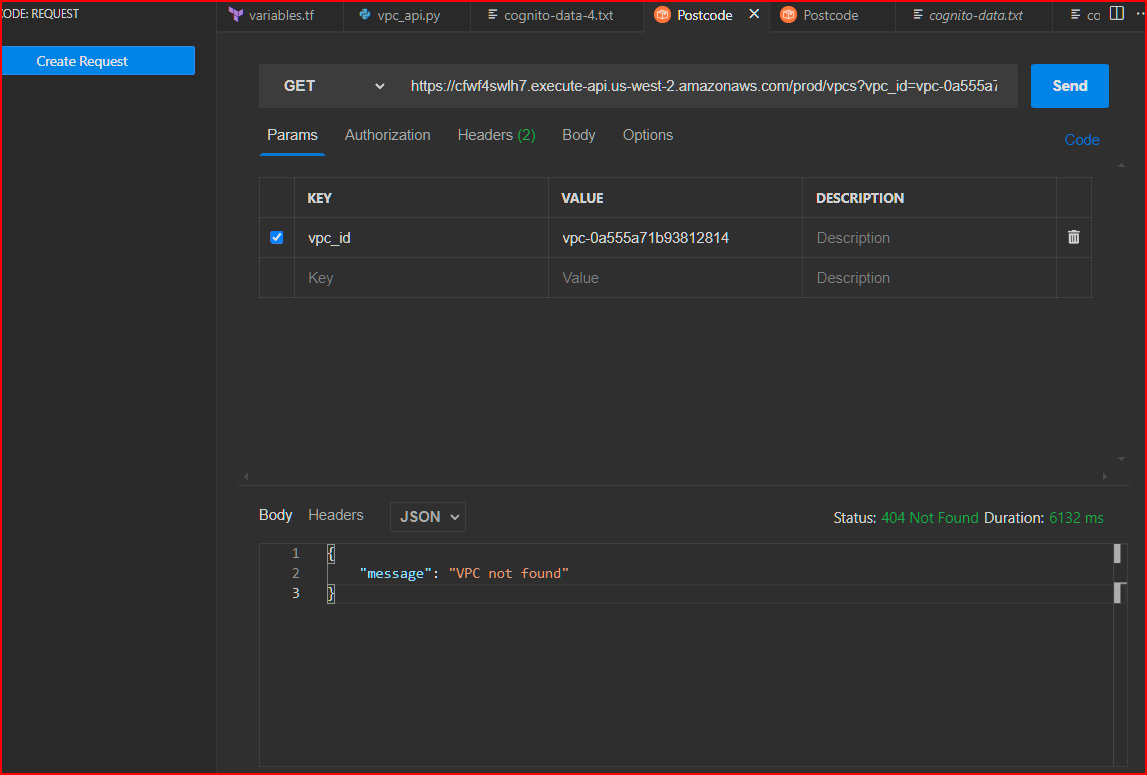 CODE: REQUEST
variables.tf
vpc_api.py
cognito-data-4.txt
Postcode
Postcode
cognito-data.txt
co
Create Request
GET
https://cfwf4swlh7.execute-api.us-west-2.amazonaws.com/prod/vpcs?vpc_id=vpc-0a555a7
Send
Params Authorization Headers (2) Body Options
Code
KEY VALUE DESCRIPTION
vpc_id vpc-0a555a71b93812814 Description
Key Value Description
Body Headers JSON
Status: 404 Not Found Duration: 6132 ms
1 {
2 "message": "VPC not found"
3 }